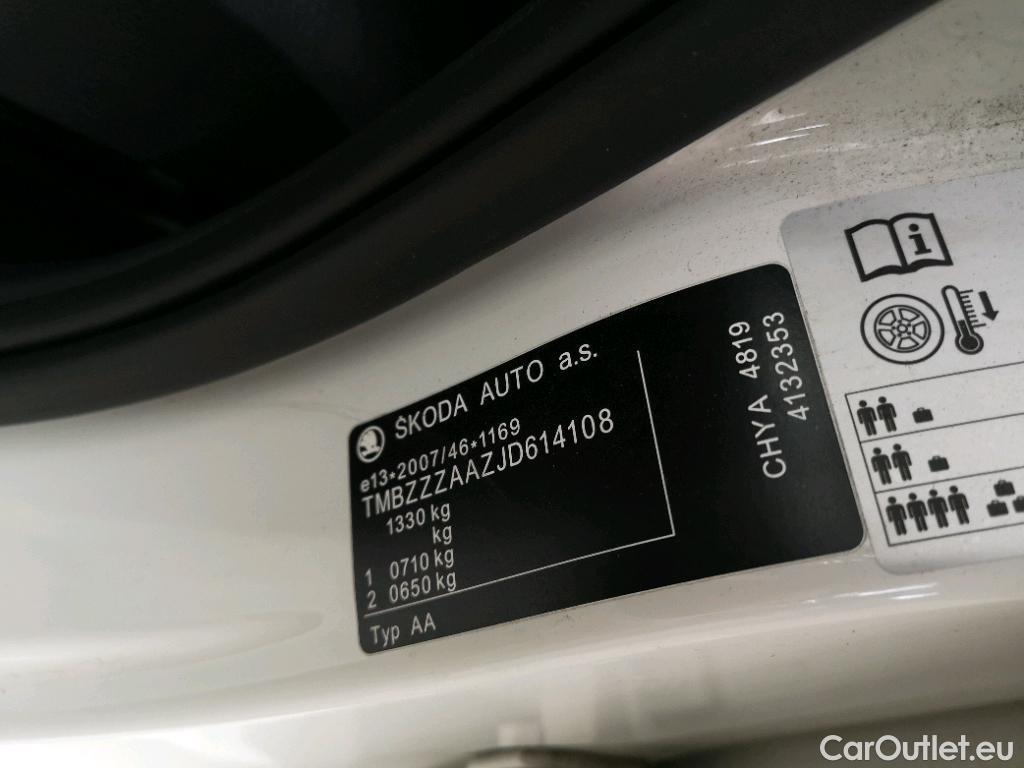 ŠKODA AUTO a.s.
e13*2007/46*1169
TMBZZZAAZJD614108
1330 kg
kg
1 0710 kg
2 0650 kg
Typ AA
CHYA 4819
4132353
i
CarOutlet.eu